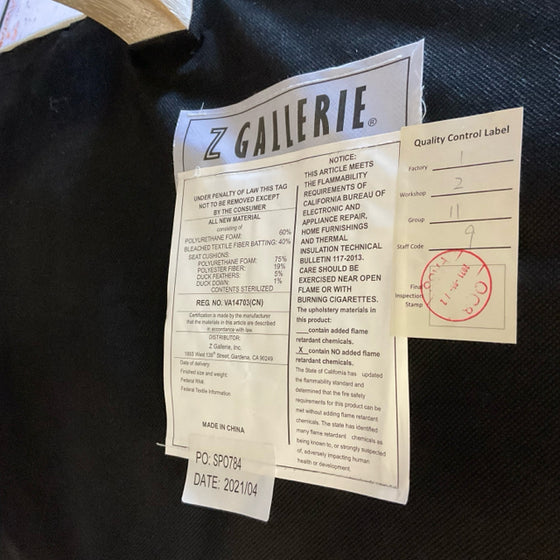 Z GALLERIE®
UNDER PENALTY OF LAW THIS TAG
NOT TO BE REMOVED EXCEPT
BY THE CONSUMER
ALL NEW MATERIAL
consisting of
POLYURETHANE FOAM: 60%
BLEACHED TEXTILE FIBER BATTING: 40%
SEAT CUSHIONS:
POLYURETHANE FOAM: 75%
POLYESTER FIBER: 19%
DUCK FEATHERS: 5%
DUCK DOWN: 1%
CONTENTS STERILIZED
REG. NO. VA14703(CN)
Certification is made by the manufacturer
that the materials in this article are described
in accordance with law.
DISTRIBUTOR:
Z Gallerie, Inc.
Street, Gardena, CA 90249
Date of delivery
Finished size and weight
Federal RN#.
Federal Textile Information
MADE IN CHINA
PO: SPO784
DATE: 2021/04
NOTICE:
THIS ARTICLE MEETS
THE FLAMMABILITY
REQUIREMENTS OF
CALIFORNIA BUREAU OF
ELECTRONIC AND
APPLIANCE REPAIR,
HOME FURNISHINGS
AND THERMAL
INSULATION TECHNICAL
BULLETIN 117-2013.
CARE SHOULD BE
EXERCISED NEAR OPEN
FLAME OR WITH
BURNING CIGARETTES.
The upholstery materials in
this product:
___contain added flame
retardant chemicals.
_X_contain NO added flame
retardant chemicals.
The State of California has updated
the flammability standard and
determined that the fire safety
requirements for this product can be
met without adding flame retardant
chemicals. The state has identified
many flame retardant chemicals as
being known to, or strongly suspected
of, adversely impacting human
health or development.
Quality Control Label
Factory 1
Workshop 2
Group 11
Staff Code 9
Final
Inspection
Stamp